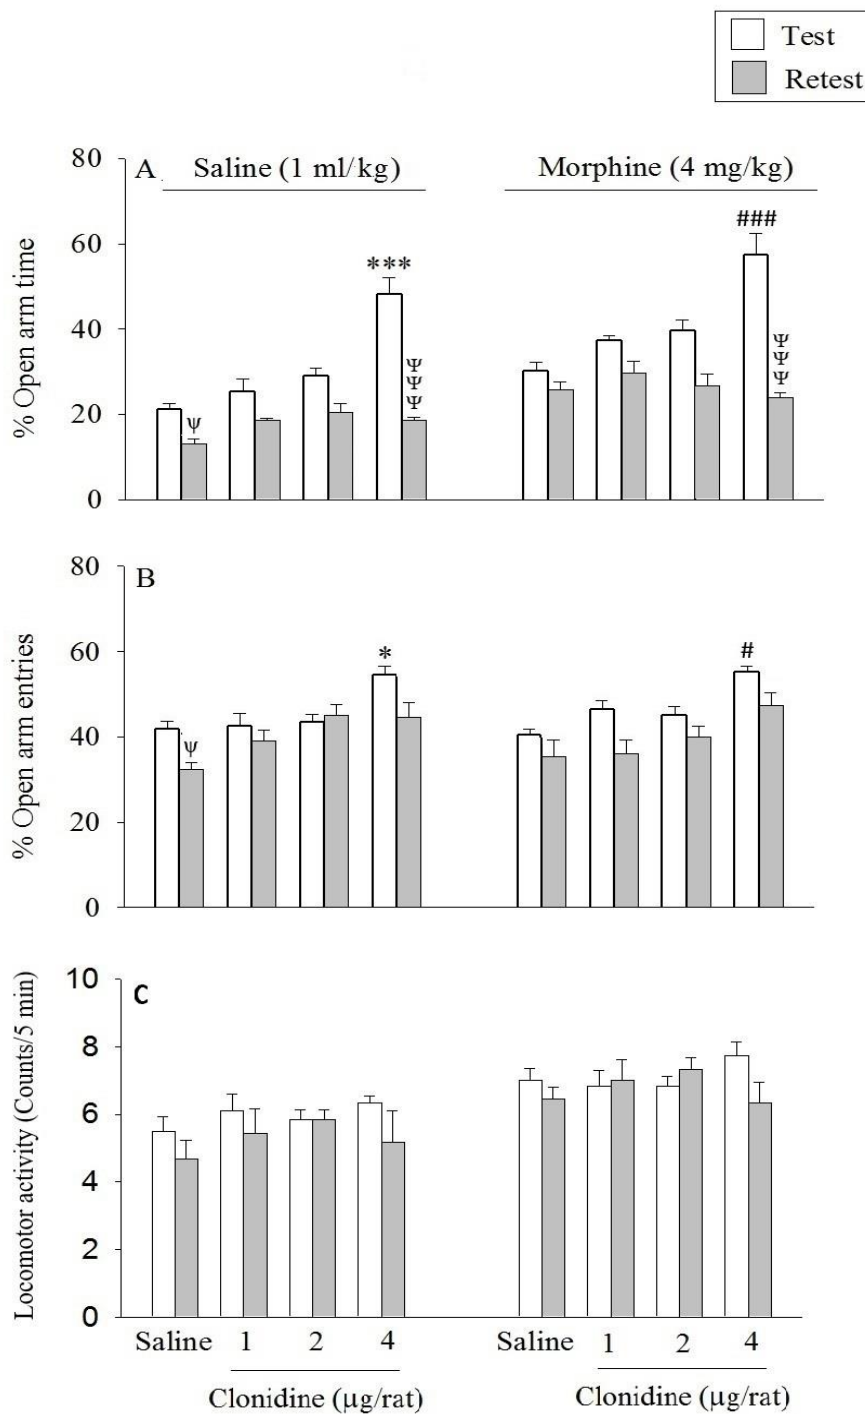 Test
Retest
A Saline (1 ml/kg) Morphine (4 mg/kg)
80
60
40
20
0
% Open arm time
***
###
ψ
Ψ
Ψ
Ψ
Ψ
Ψ
Ψ
B
80
60
40
20
0
% Open arm entries
ψ
*
#
C
10
8
6
4
2
0
Locomotor activity (Counts/5 min)
Saline 1 2 4 Saline 1 2 4
Clonidine (μg/rat) Clonidine (μg/rat)